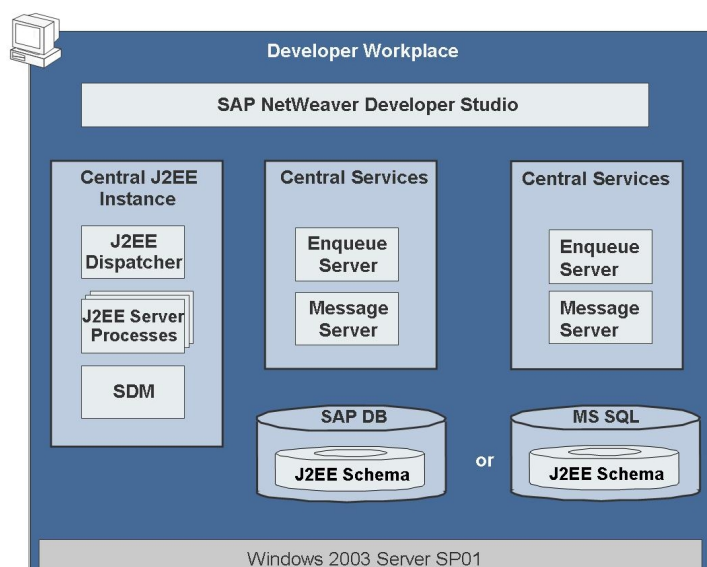 Developer Workplace
SAP NetWeaver Developer Studio
Central J2EE
Instance
J2EE
Dispatcher
J2EE Server
Processes
SDM
Central Services
Enqueue
Server
Message
Server
Central Services
Enqueue
Server
Message
Server
SAP DB
J2EE Schema
or
MS SQL
J2EE Schema
Windows 2003 Server SP01